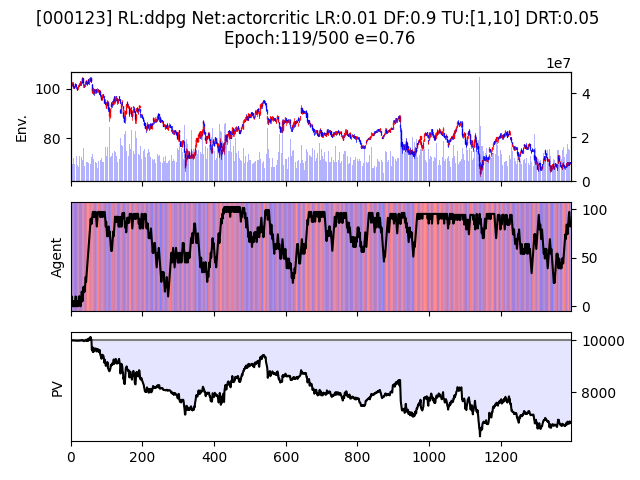 [000123] RL:ddpg Net:actorcritic LR:0.01 DF:0.9 TU:[1,10] DRT:0.05
Epoch:119/500 e=0.76
1e7
Env.
100
80
4
2
0
Agent
100
50
0
PV
10000
8000
0 200 400 600 800 1000 1200